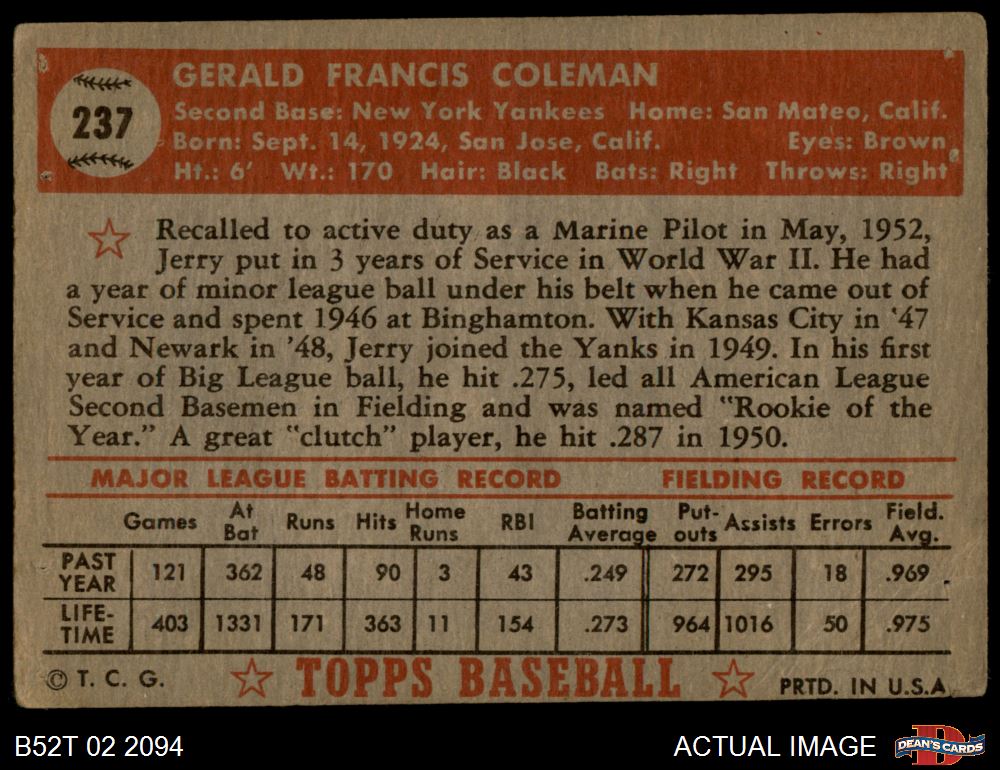 237
GERALD FRANCIS COLEMAN
Second Base: New York Yankees Home: San Mateo, Calif.
Born: Sept. 14, 1924, San Jose, Calif. Eyes: Brown
Ht.: 6' Wt.: 170 Hair: Black Bats: Right Throws: Right
Recalled to active duty as a Marine Pilot in May, 1952,
Jerry put in 3 years of Service in World War II. He had
a year of minor league ball under his belt when he came out of
Service and spent 1946 at Binghamton. With Kansas City in '47
and Newark in '48, Jerry joined the Yanks in 1949. In his first
year of Big League ball, he hit .275, led all American League
Second Basemen in Fielding and was named "Rookie of the
Year." A great "clutch" player, he hit .287 in 1950.
MAJOR LEAGUE BATTING RECORD FIELDING RECORD
Games At Bat Runs Hits Home Runs RBI Batting Average Put-outs Assists Errors Field. Avg.
PAST YEAR 121 362 48 90 3 43 .249 272 295 18 .969
LIFE-TIME 403 1331 171 363 11 154 .273 964 1016 50 .975
© T. C. G. TOPPS BASEBALL PRTD. IN U.S.A.
B52T 02 2094 ACTUAL IMAGE DEAN'S CARDS